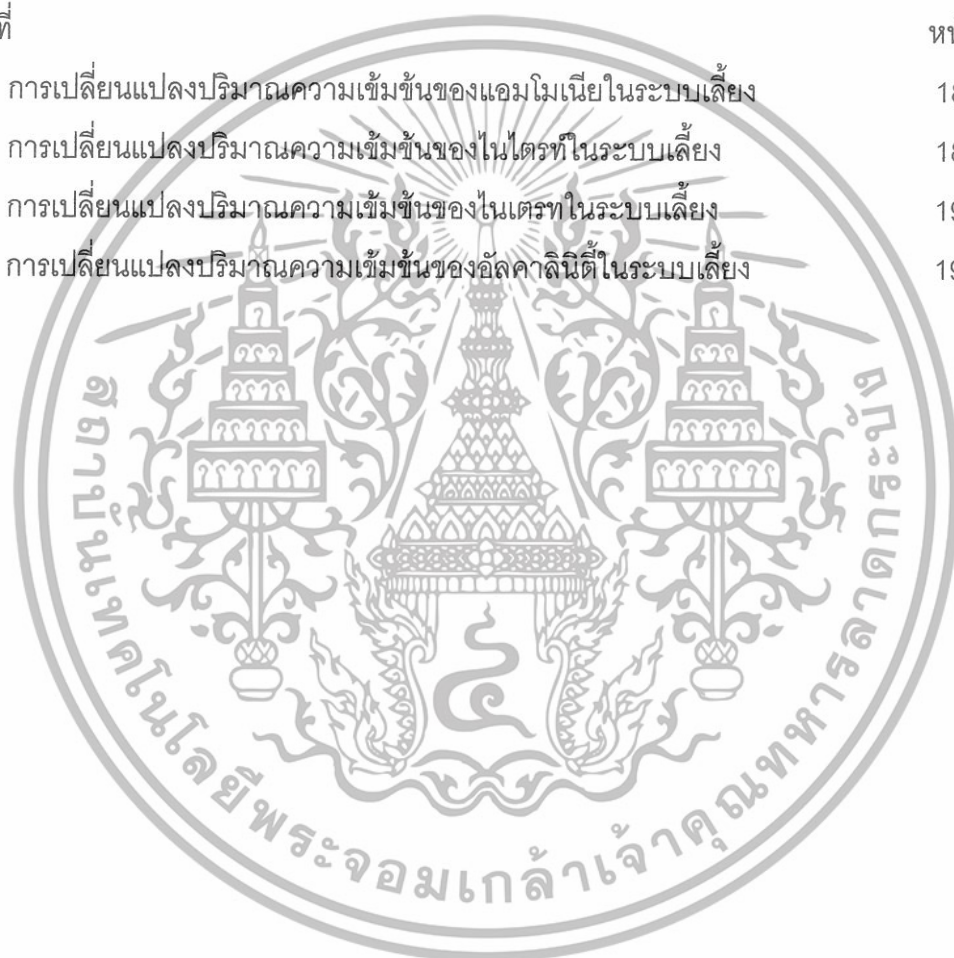 ที่ หน
การเปลี่ยนแปลงปริมาณความเข้มข้นของแอมโมเนียในระบบเลี้ยง 18
การเปลี่ยนแปลงปริมาณความเข้มข้นของไนไตรท์ในระบบเลี้ยง 18
การเปลี่ยนแปลงปริมาณความเข้มข้นของไนเตรทในระบบเลี้ยง 19
การเปลี่ยนแปลงปริมาณความเข้มข้นของอัลคาลินิตี้ในระบบเลี้ยง 19
สถาบันเทคโนโลยีพระจอมเกล้าเจ้าคุณทหารลาดกระบัง
๔